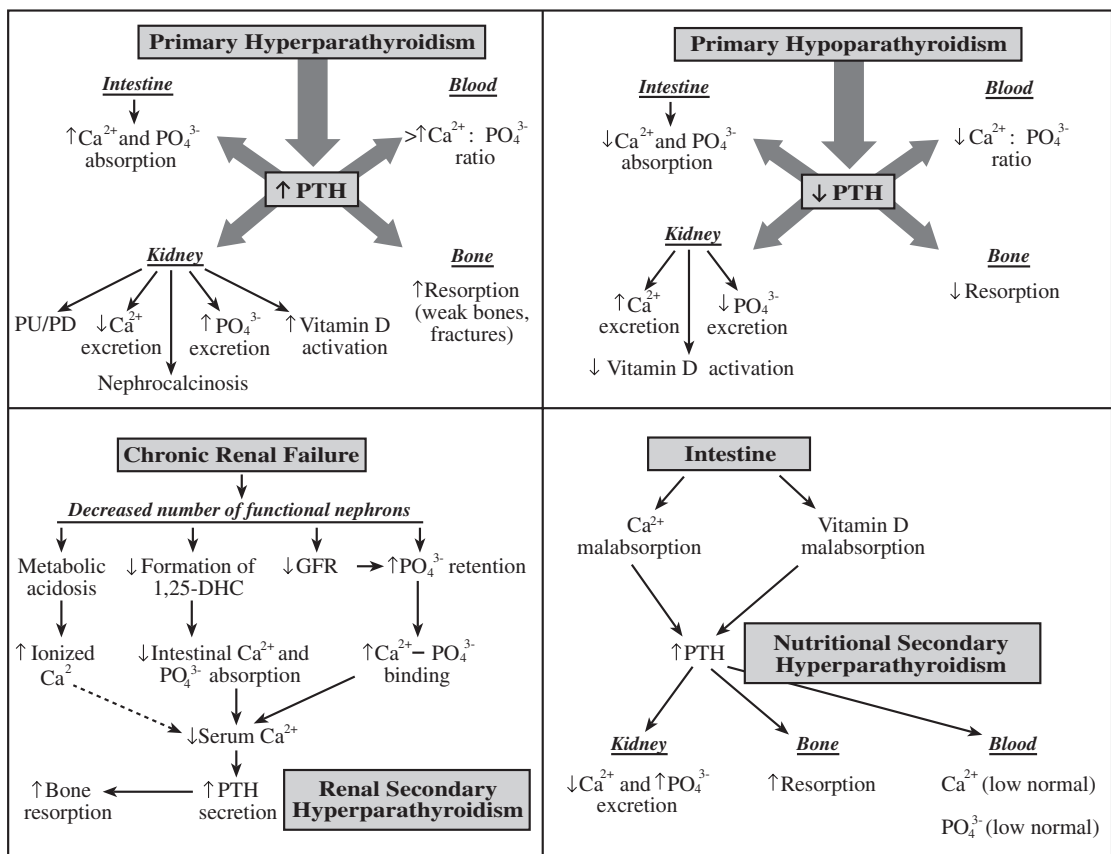 Primary Hyperparathyroidism
Intestine
↑Ca²⁺ and PO₄³⁻
absorption
Blood
>↑Ca²⁺ : PO₄³⁻
ratio
↑ PTH
Kidney
PU/PD
↓Ca²⁺
excretion
↑ PO₄³⁻
excretion
↑ Vitamin D
activation
Nephrocalcinosis
Bone
↑Resorption
(weak bones,
fractures)
Primary Hypoparathyroidism
Intestine
↓Ca²⁺ and PO₄³⁻
absorption
Blood
↓Ca²⁺ : PO₄³⁻
ratio
↓ PTH
Kidney
↑ Ca²⁺
excretion
↓ PO₄³⁻
excretion
↓ Vitamin D activation
Bone
↓ Resorption
Chronic Renal Failure
Decreased number of functional nephrons
Metabolic
acidosis
↓ Formation of
1,25-DHC
↓GFR
↑PO₄³⁻ retention
↑ Ionized
Ca²
↓Intestinal Ca²⁺ and
PO₄³⁻ absorption
↑Ca²⁺– PO₄³⁻
binding
↓Serum Ca²⁺
↑ Bone
resorption
↑ PTH
secretion
Renal Secondary
Hyperparathyroidism
Intestine
Ca²⁺
malabsorption
Vitamin D
malabsorption
↑PTH
Nutritional Secondary
Hyperparathyroidism
Kidney
↓Ca²⁺ and ↑PO₄³⁻
excretion
Bone
↑Resorption
Blood
Ca²⁺ (low normal)
PO₄³⁻ (low normal)